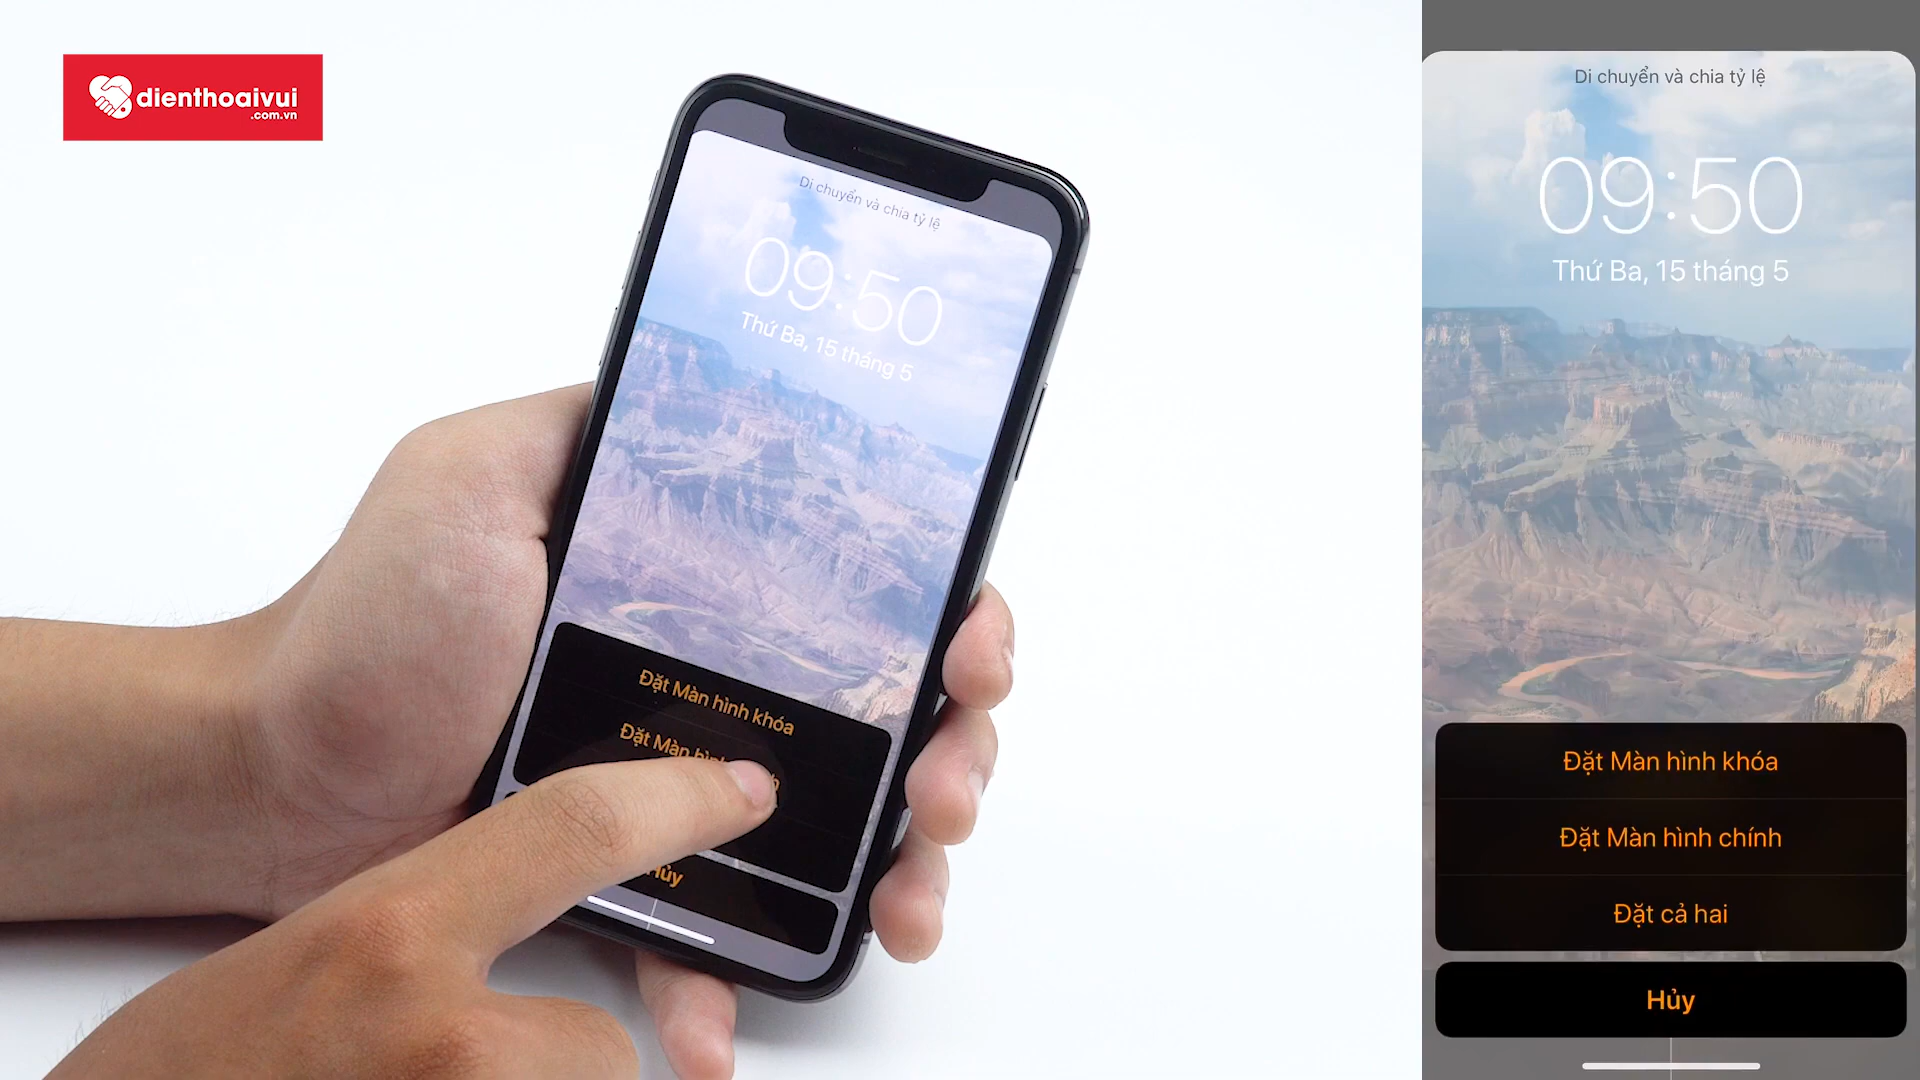 dienthoaivui
.com.vn
Di chuyển và chia tỷ lệ
09:50
Thứ Ba, 15 tháng 5
Đặt Màn hình khóa
Đặt Màn
Hủy
Di chuyển và chia tỷ lệ
09:50
Thứ Ba, 15 tháng 5
Đặt Màn hình khóa
Đặt Màn hình chính
Đặt cả hai
Hủy